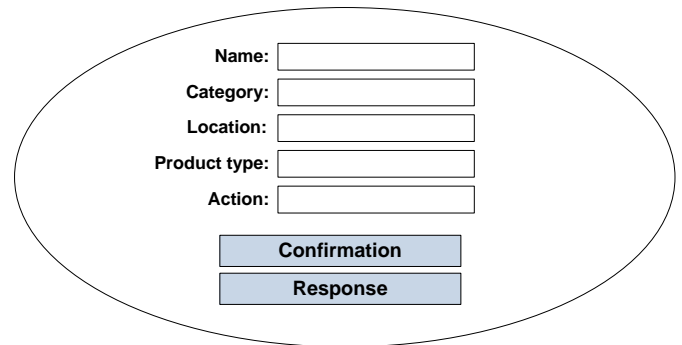 Name:
Category:
Location:
Product type:
Action:
Confirmation
Response